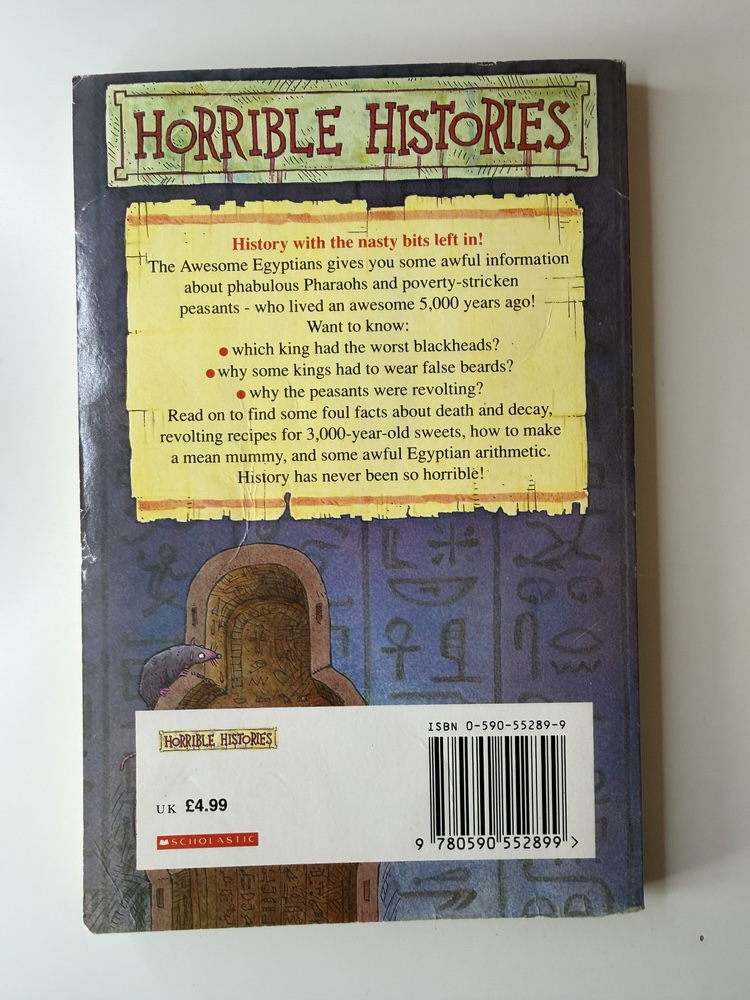 HORRIBLE HISTORIES
History with the nasty bits left in!
The Awesome Egyptians gives you some awful information
about phabulous Pharaohs and poverty-stricken
peasants - who lived an awesome 5,000 years ago!
Want to know:
● which king had the worst blackheads?
● why some kings had to wear false beards?
● why the peasants were revolting?
Read on to find some foul facts about death and decay,
revolting recipes for 3,000-year-old sweets, how to make
a mean mummy, and some awful Egyptian arithmetic.
History has never been so horrible!
HORRIBLE HISTORIES
UK £4.99
SCHOLASTIC
ISBN 0-590-55289-9
9 780590 552899 >